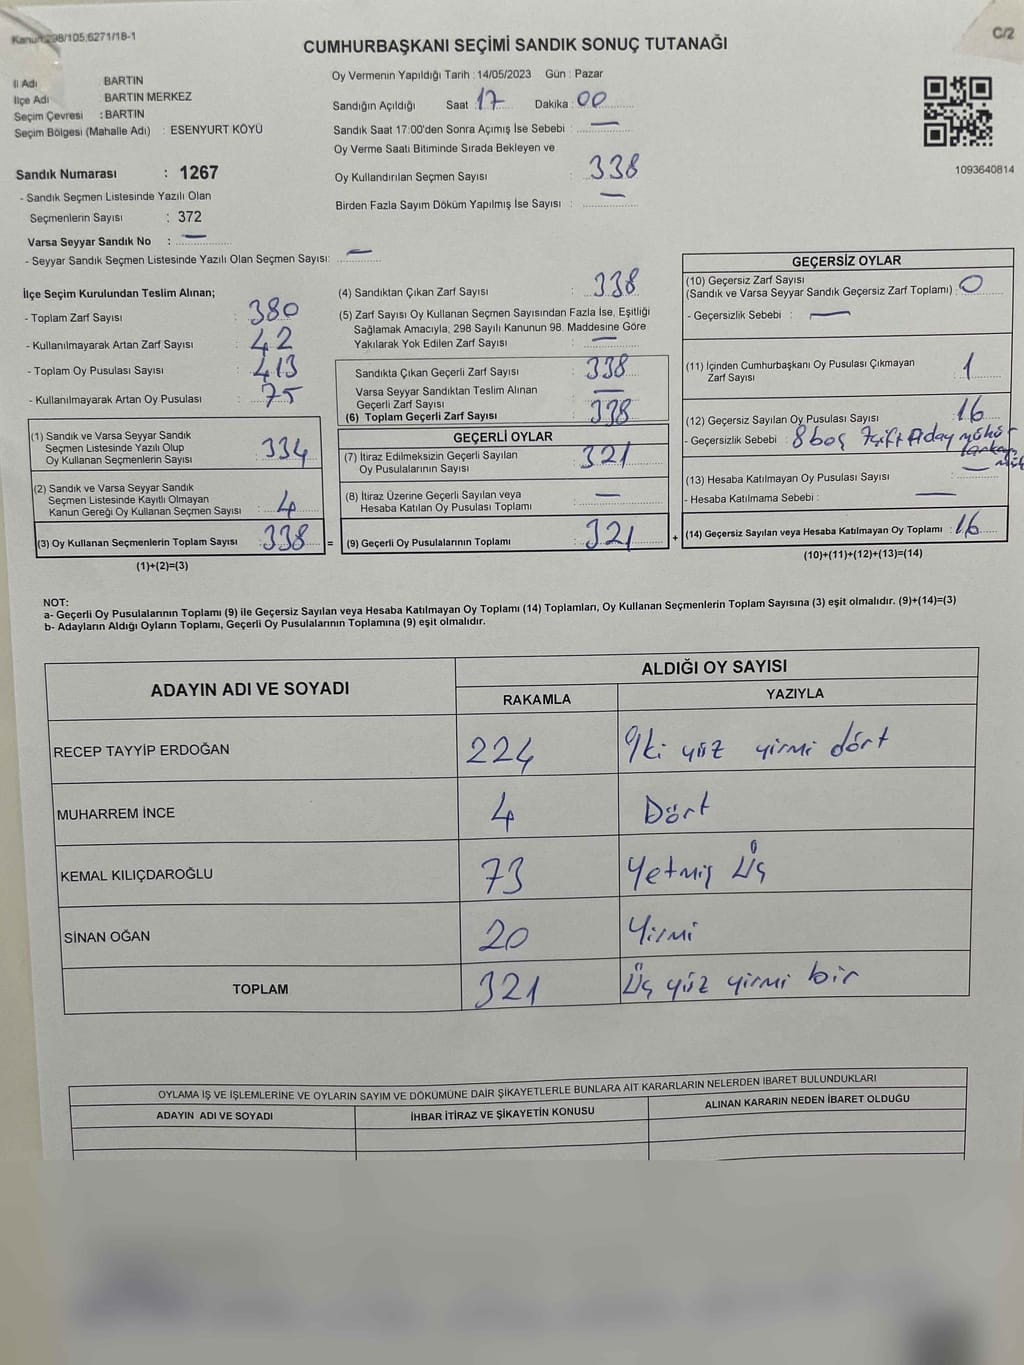 Kanun:298/105;6271/18-1
C/2
CUMHURBAŞKANI SEÇİMİ SANDIK SONUÇ TUTANAĞI
İl Adı : BARTIN
İlçe Adı : BARTIN MERKEZ
Seçim Çevresi : BARTIN
Seçim Bölgesi (Mahalle Adı) : ESENYURT KÖYÜ
Sandık Numarası : 1267
- Sandık Seçmen Listesinde Yazılı Olan
Seçmenlerin Sayısı : 372
Varsa Seyyar Sandık No : —
- Seyyar Sandık Seçmen Listesinde Yazılı Olan Seçmen Sayısı: —
Oy Vermenin Yapıldığı Tarih : 14/05/2023 Gün : Pazar
Sandığın Açıldığı Saat : 17 Dakika : 00
Sandık Saat 17:00'den Sonra Açımış İse Sebebi : —
Oy Verme Saati Bitiminde Sırada Bekleyen ve
Oy Kullandırılan Seçmen Sayısı : 338
Birden Fazla Sayım Döküm Yapılmış İse Sayısı : —
1093640814
İlçe Seçim Kurulundan Teslim Alınan;
- Toplam Zarf Sayısı : 380
- Kullanılmayarak Artan Zarf Sayısı : 42
- Toplam Oy Pusulası Sayısı : 413
- Kullanılmayarak Artan Oy Pusulası : 75
(1) Sandık ve Varsa Seyyar Sandık
Seçmen Listesinde Yazılı Olup
Oy Kullanan Seçmenlerin Sayısı : 334
(2) Sandık ve Varsa Seyyar Sandık
Seçmen Listesinde Kayıtlı Olmayan
Kanun Gereği Oy Kullanan Seçmen Sayısı : 4
(3) Oy Kullanan Seçmenlerin Toplam Sayısı : 338 =
(1)+(2)=(3)
(4) Sandıktan Çıkan Zarf Sayısı : 338
(5) Zarf Sayısı Oy Kullanan Seçmen Sayısından Fazla İse, Eşitliği
Sağlamak Amacıyla, 298 Sayılı Kanunun 98. Maddesine Göre
Yakılarak Yok Edilen Zarf Sayısı : —
Sandıkta Çıkan Geçerli Zarf Sayısı : 338
Varsa Seyyar Sandıktan Teslim Alınan
Geçerli Zarf Sayısı : —
(6) Toplam Geçerli Zarf Sayısı : 338
GEÇERLİ OYLAR
(7) İtiraz Edilmeksizin Geçerli Sayılan
Oy Pusulalarının Sayısı : 321
(8) İtiraz Üzerine Geçerli Sayılan veya
Hesaba Katılan Oy Pusulası Toplamı : —
(9) Geçerli Oy Pusulalarının Toplamı : 321 +
GEÇERSİZ OYLAR
(10) Geçersiz Zarf Sayısı
(Sandık ve Varsa Seyyar Sandık Geçersiz Zarf Toplamı) : 0
- Geçersizlik Sebebi : —
(11) İçinden Cumhurbaşkanı Oy Pusulası Çıkmayan
Zarf Sayısı : 1
(12) Geçersiz Sayılan Oy Pusulası Sayısı : 16
- Geçersizlik Sebebi : 8 boş 7 çift Aday mühür
(13) Hesaba Katılmayan Oy Pusulası Sayısı : —
- Hesaba Katılmama Sebebi : —
(14) Geçersiz Sayılan veya Hesaba Katılmayan Oy Toplamı : 16
(10)+(11)+(12)+(13)=(14)
NOT:
a- Geçerli Oy Pusulalarının Toplamı (9) ile Geçersiz Sayılan veya Hesaba Katılmayan Oy Toplamı (14) Toplamları, Oy Kullanan Seçmenlerin Toplam Sayısına (3) eşit olmalıdır. (9)+(14)=(3)
b- Adayların Aldığı Oyların Toplamı, Geçerli Oy Pusulalarının Toplamına (9) eşit olmalıdır.
ADAYIN ADI VE SOYADI
ALDIĞI OY SAYISI
RAKAMLA YAZIYLA
RECEP TAYYİP ERDOĞAN 224 İki yüz yirmi dört
MUHARREM İNCE 4 Dört
KEMAL KILIÇDAROĞLU 73 Yetmiş Üç
SİNAN OĞAN 20 Yirmi
TOPLAM 321 Üç yüz yirmi bir
OYLAMA İŞ VE İŞLEMLERİNE VE OYLARIN SAYIM VE DÖKÜMÜNE DAİR ŞİKAYETLERLE BUNLARA AİT KARARLARIN NELERDEN İBARET BULUNDUKLARI
ADAYIN ADI VE SOYADI İHBAR İTİRAZ VE ŞİKAYETİN KONUSU ALINAN KARARIN NEDEN İBARET OLDUĞU